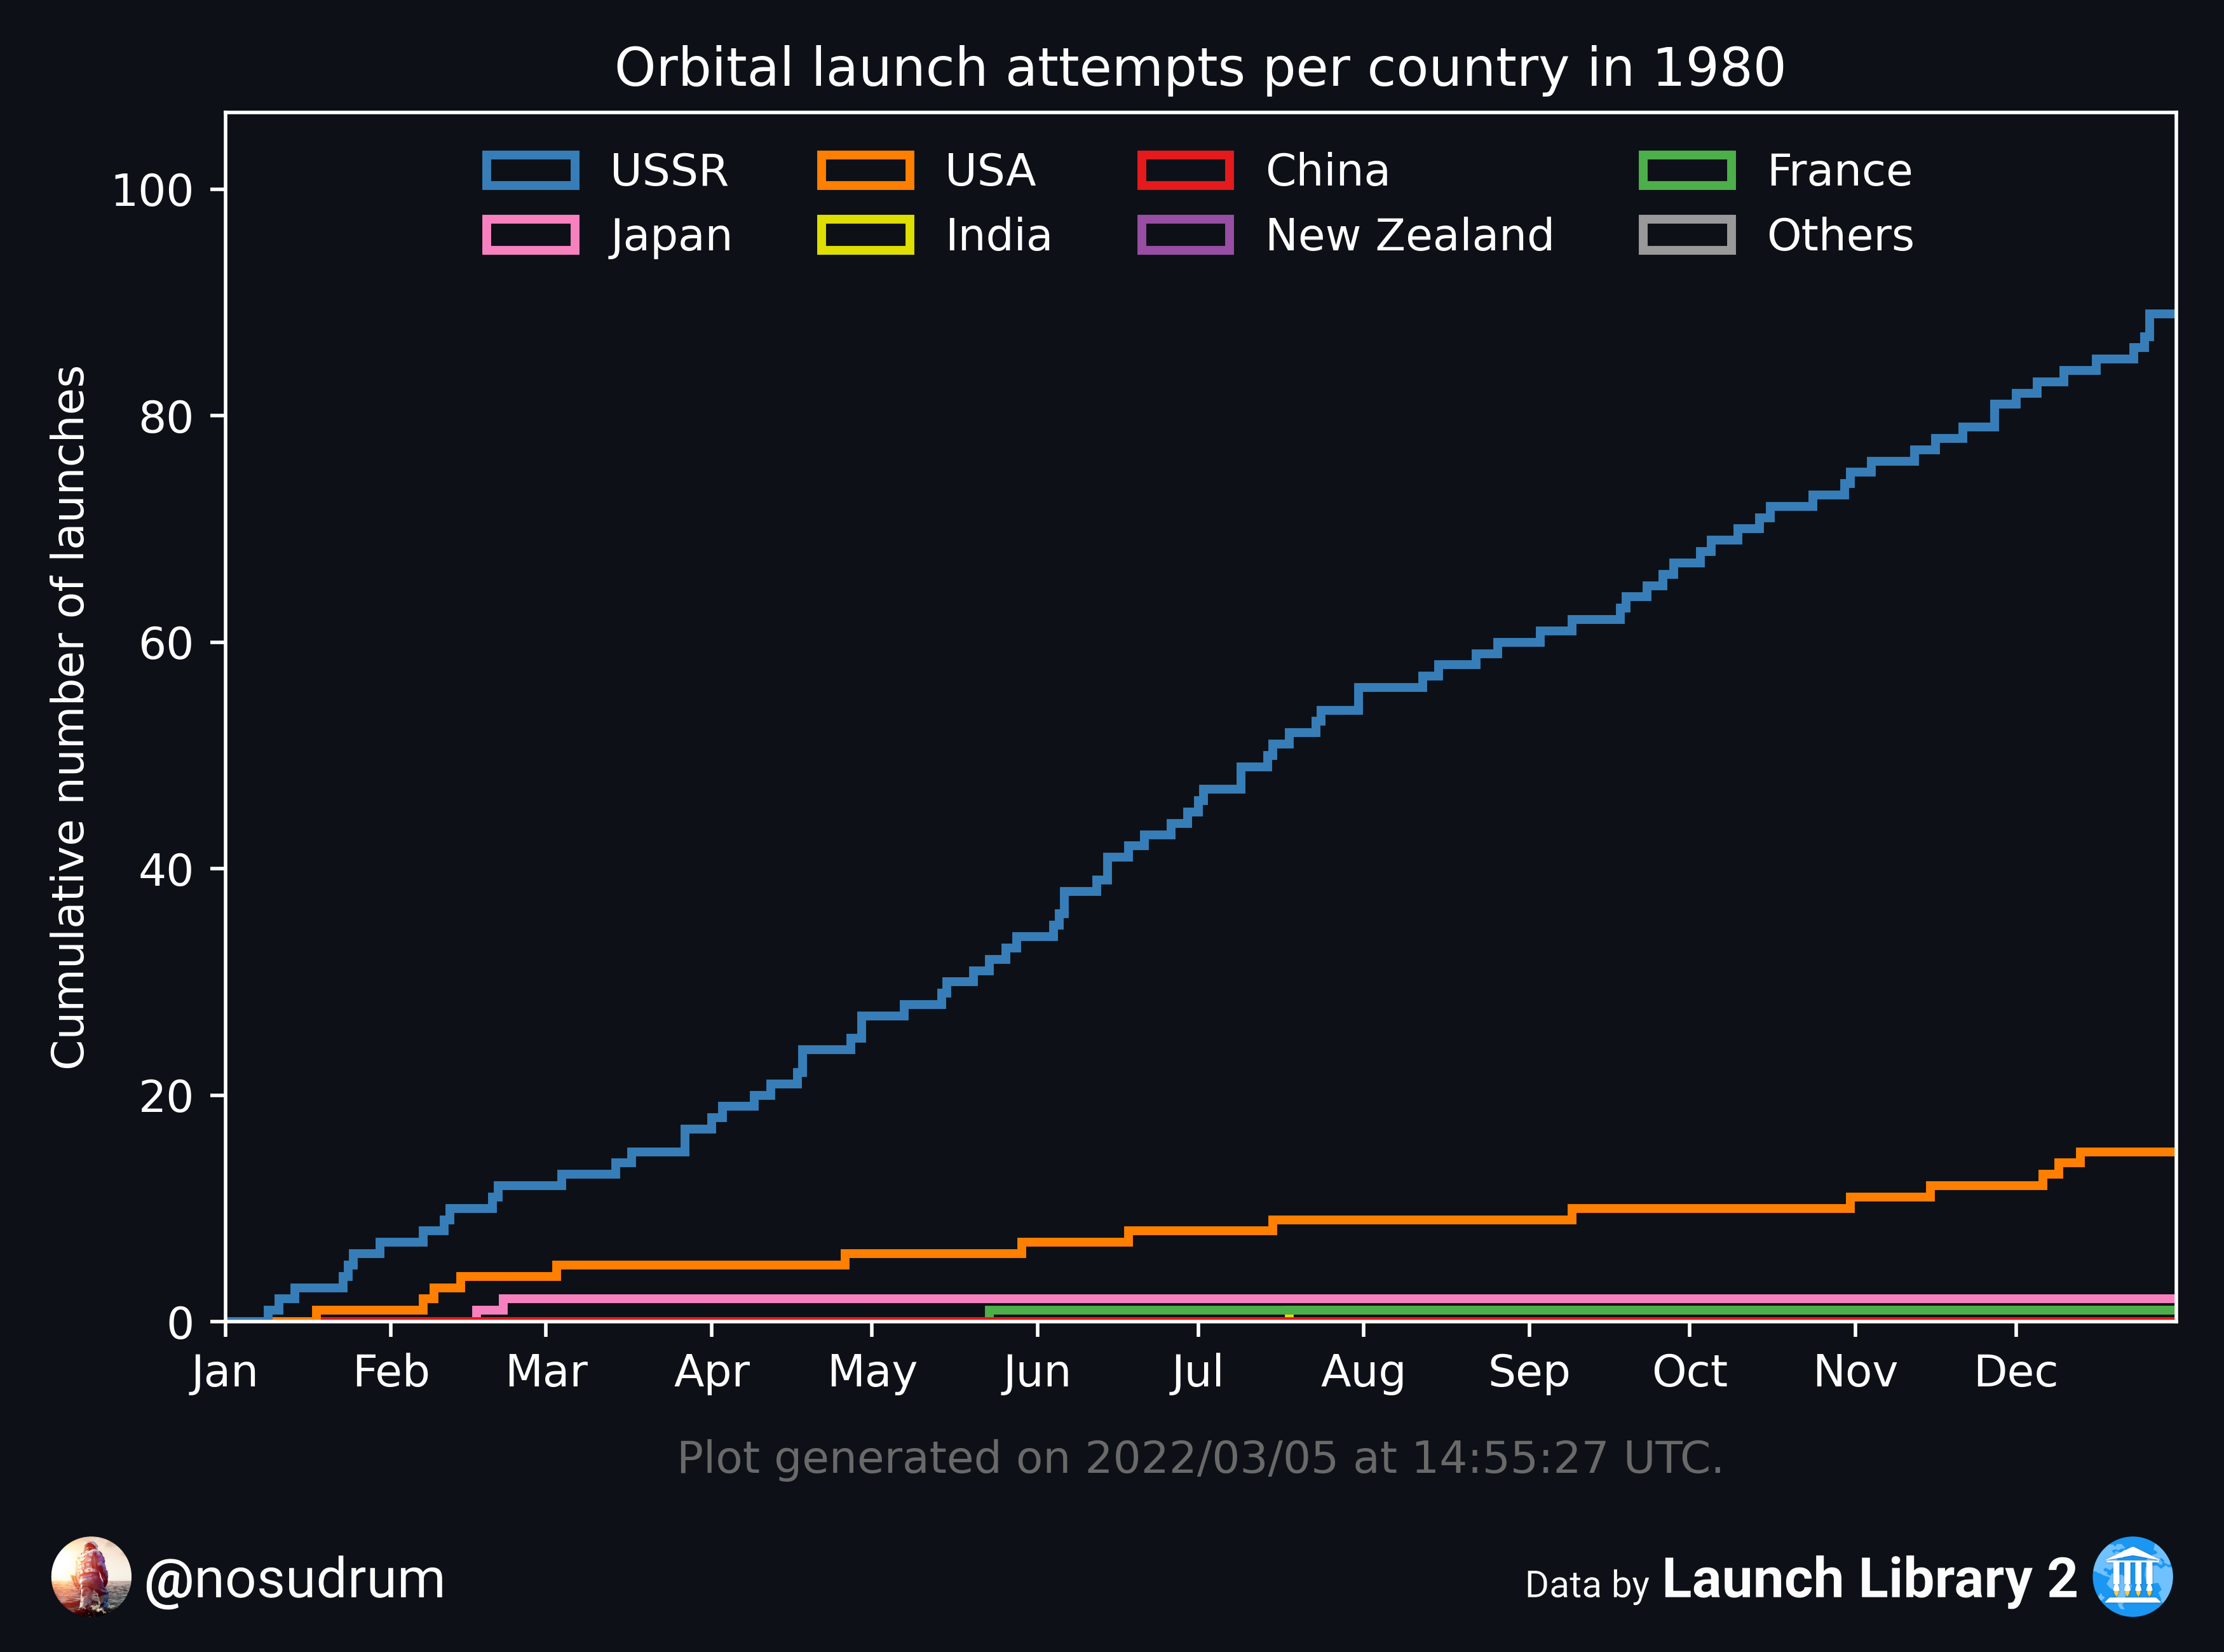 Orbital launch attempts per country in 1980
USSR USA China France
Japan India New Zealand Others
Cumulative number of launches
100
80
60
40
20
0
Jan Feb Mar Apr May Jun Jul Aug Sep Oct Nov Dec
Plot generated on 2022/03/05 at 14:55:27 UTC.
@nosudrum
Data by Launch Library 2